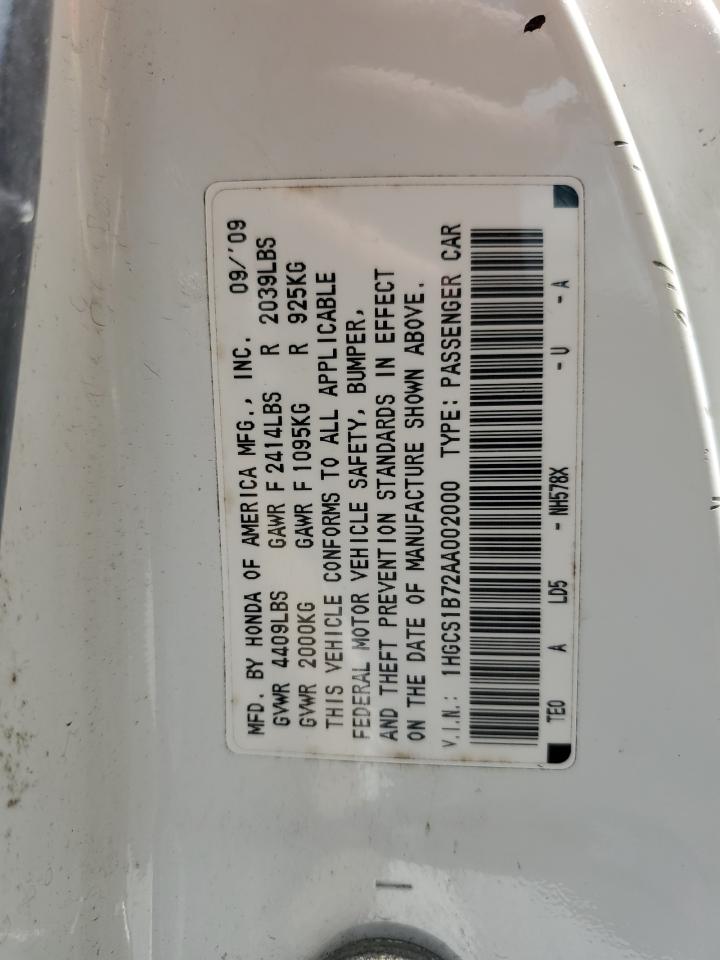 MFD. BY HONDA OF AMERICA MFG., INC. 09/'09
GVWR 4409LBS GAWR F 2414LBS R 2039LBS
GVWR 2000KG GAWR F 1095KG R 925KG
THIS VEHICLE CONFORMS TO ALL APPLICABLE
FEDERAL MOTOR VEHICLE SAFETY, BUMPER,
AND THEFT PREVENTION STANDARDS IN EFFECT
ON THE DATE OF MANUFACTURE SHOWN ABOVE.
V.I.N.: 1HGCS1B72AA002000 TYPE: PASSENGER CAR
TE0 A LD5 - NH578X - U - A